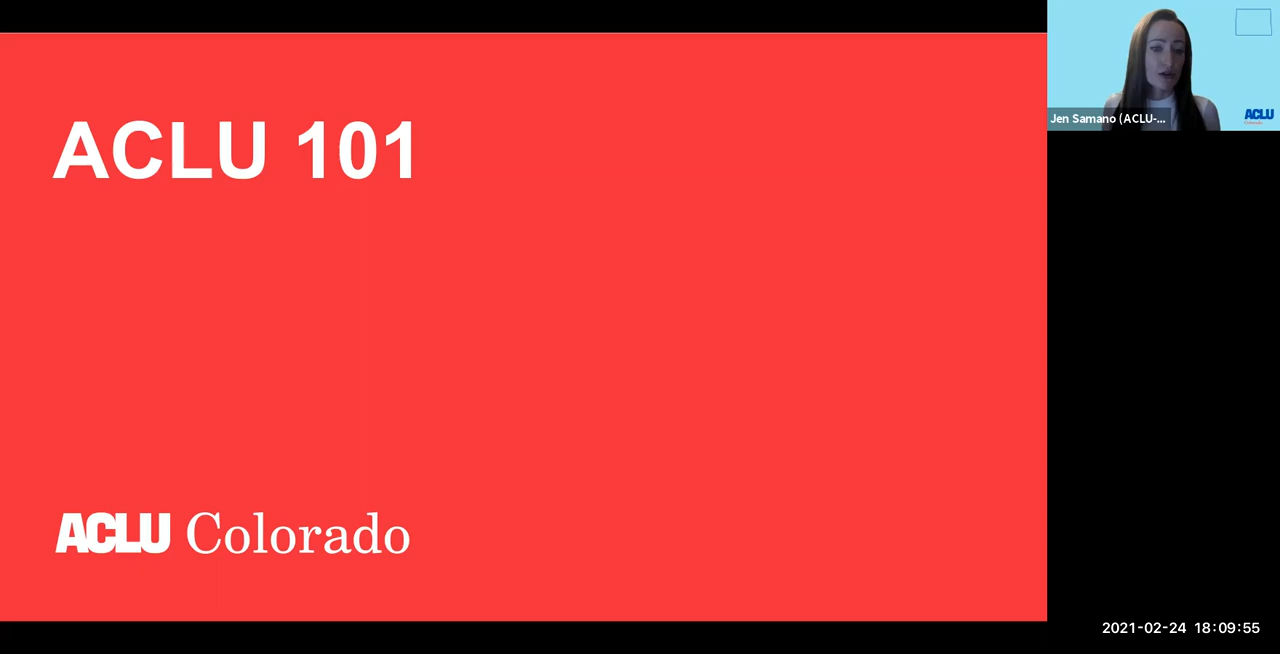 ACLU 101
ACLU Colorado
Jen Samano (ACLU-...
ACLU
2021-02-24 18:09:55